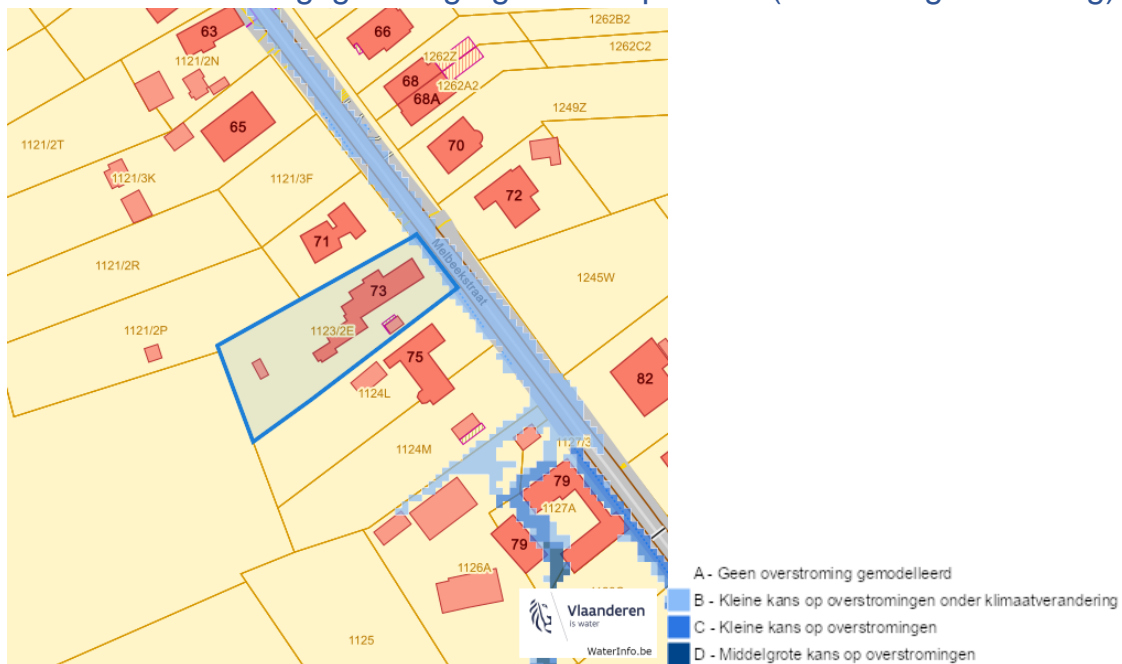 63
66
1262B2
1262C2
1121/2N
1262Z
68
68A
1262A2
1249Z
65
70
1121/2T
1121/3K
1121/3F
72
71
Melbeekstraat
1121/2R
1245W
73
1121/2P
1123/2E
75
82
1124L
1124M
79
1127A
79
1126A
1125
Vlaanderen
is water
WaterInfo.be
A - Geen overstroming gemodelleerd
B - Kleine kans op overstromingen onder klimaatverandering
C - Kleine kans op overstromingen
D - Middelgrote kans op overstromingen